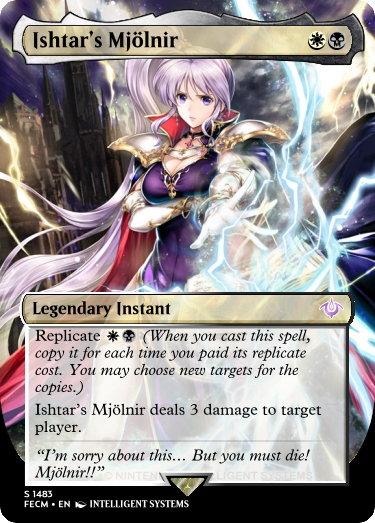 Ishtar's Mjölnir
Legendary Instant
Replicate (When you cast this spell,
copy it for each time you paid its replicate
cost. You may choose new targets for the
copies.)
Ishtar's Mjölnir deals 3 damage to target
player.
“I'm sorry about this… But you must die!
Mjölnir!!”
S 1483
FECM • EN INTELLIGENT SYSTEMS